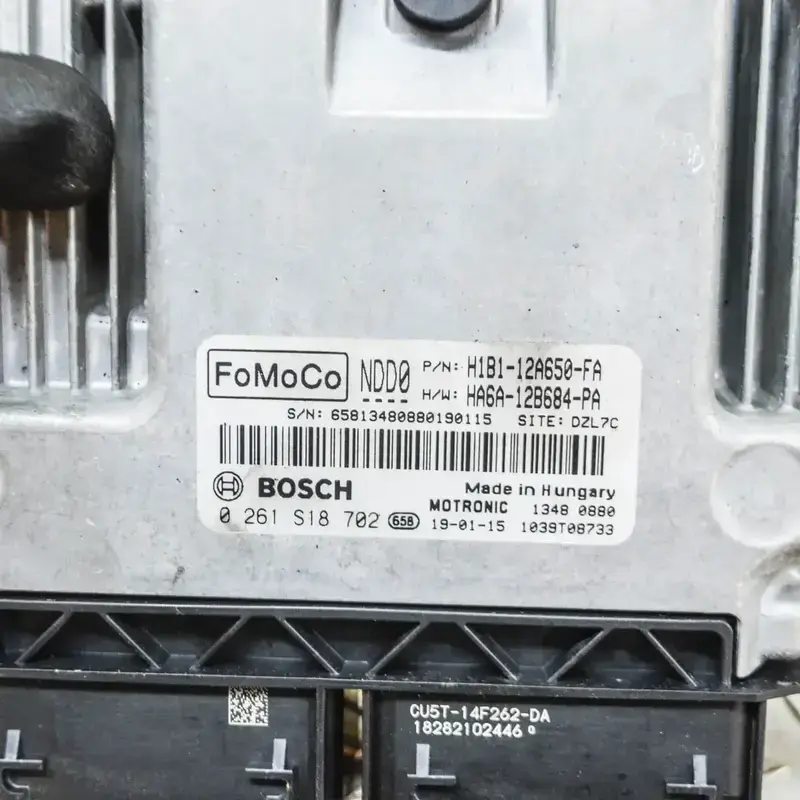 FoMoCo NDD0 P/N: H1B1-12A650-FA
H/W: HA6A-12B684-PA
S/N: 65813480880190115 SITE: DZL7C
BOSCH Made in Hungary
MOTRONIC 1348 0880
0 261 S18 702 658 19-01-15 1039T08733
CU5T-14F262-DA
18282102446